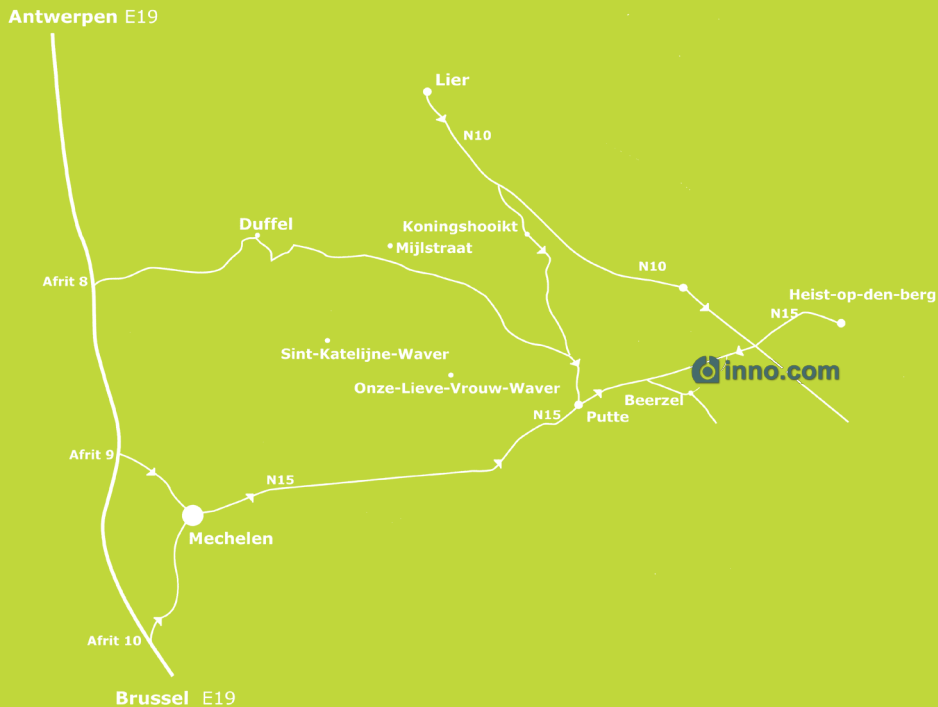 Antwerpen E19
Lier
N10
Duffel
Koningshooikt
Mijlstraat
N10
Afrit 8
Heist-op-den-berg
N15
Sint-Katelijne-Waver
inno.com
Onze-Lieve-Vrouw-Waver
Beerzel
N15
Putte
Afrit 9
N15
Mechelen
Afrit 10
Brussel E19